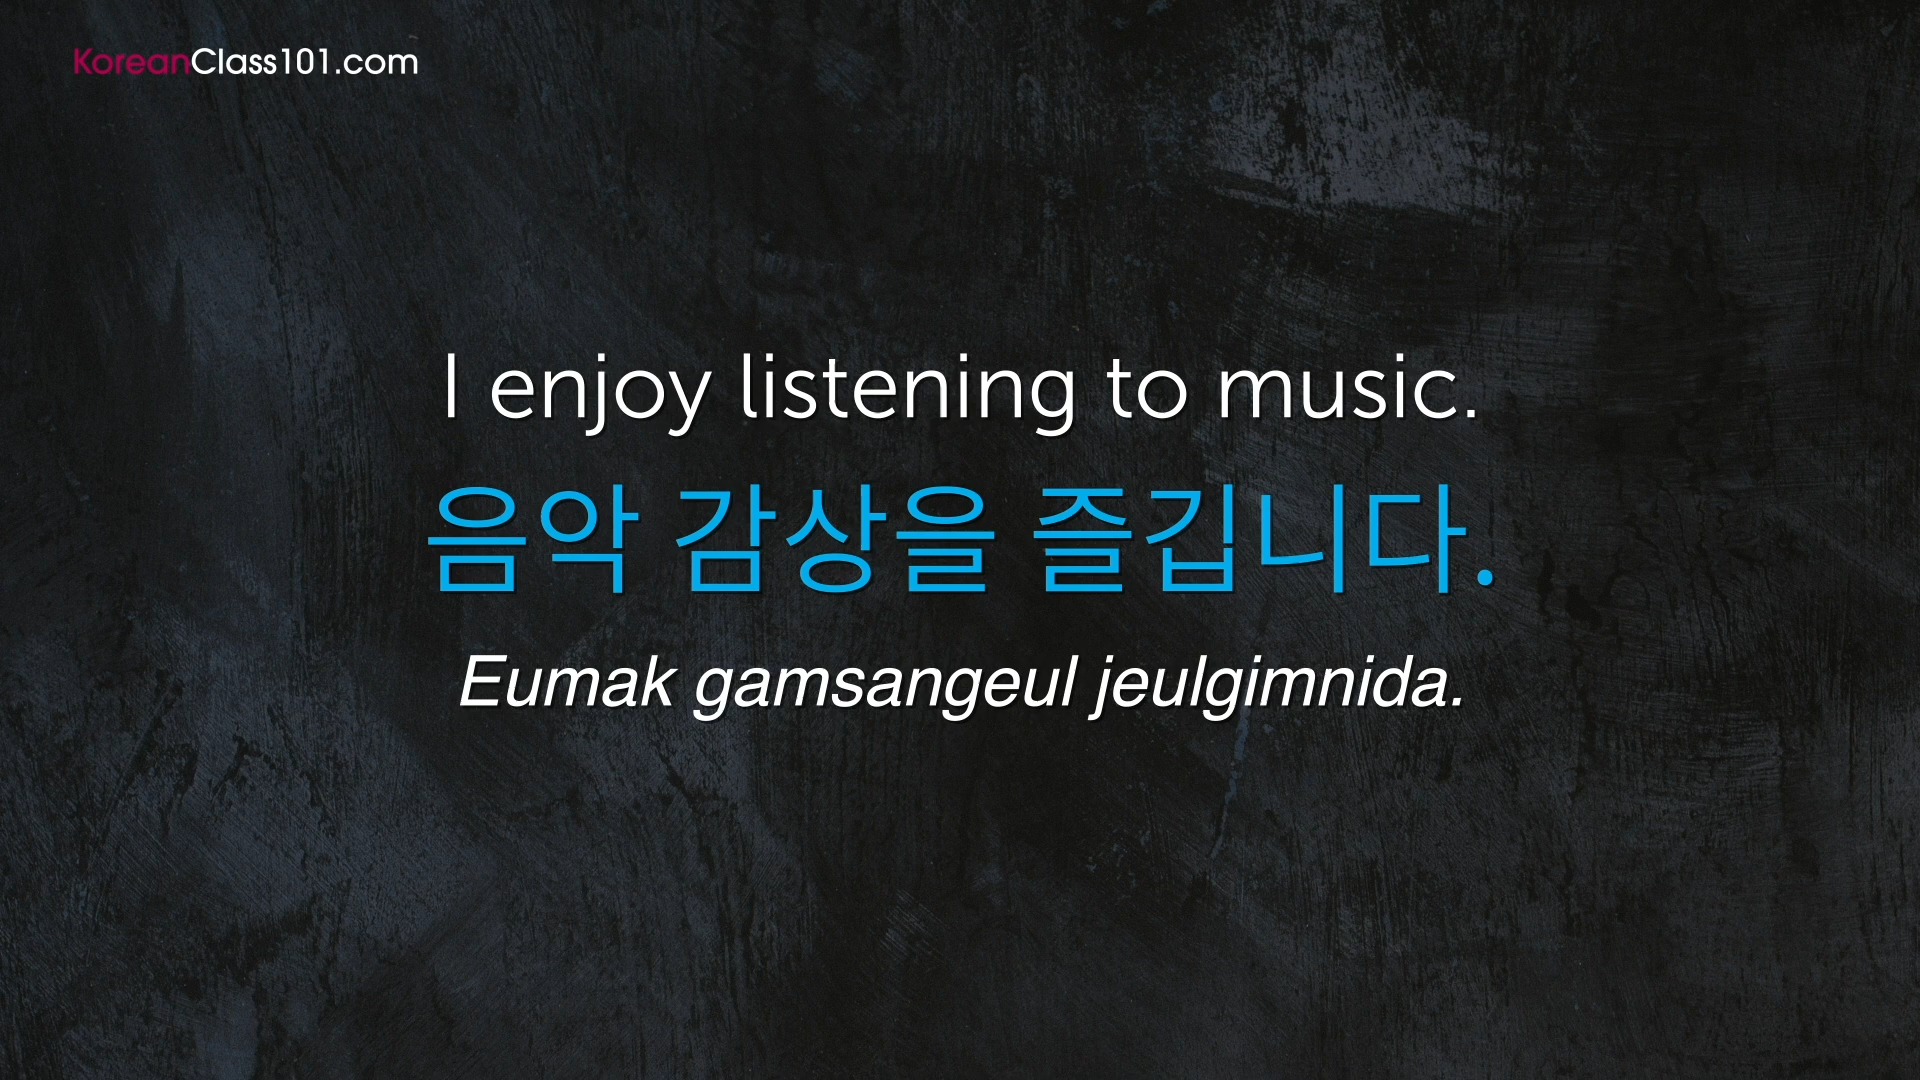 KoreanClass101.com
I enjoy listening to music.
음악 감상을 즐깁니다.
Eumak gamsangeul jeulgimnida.